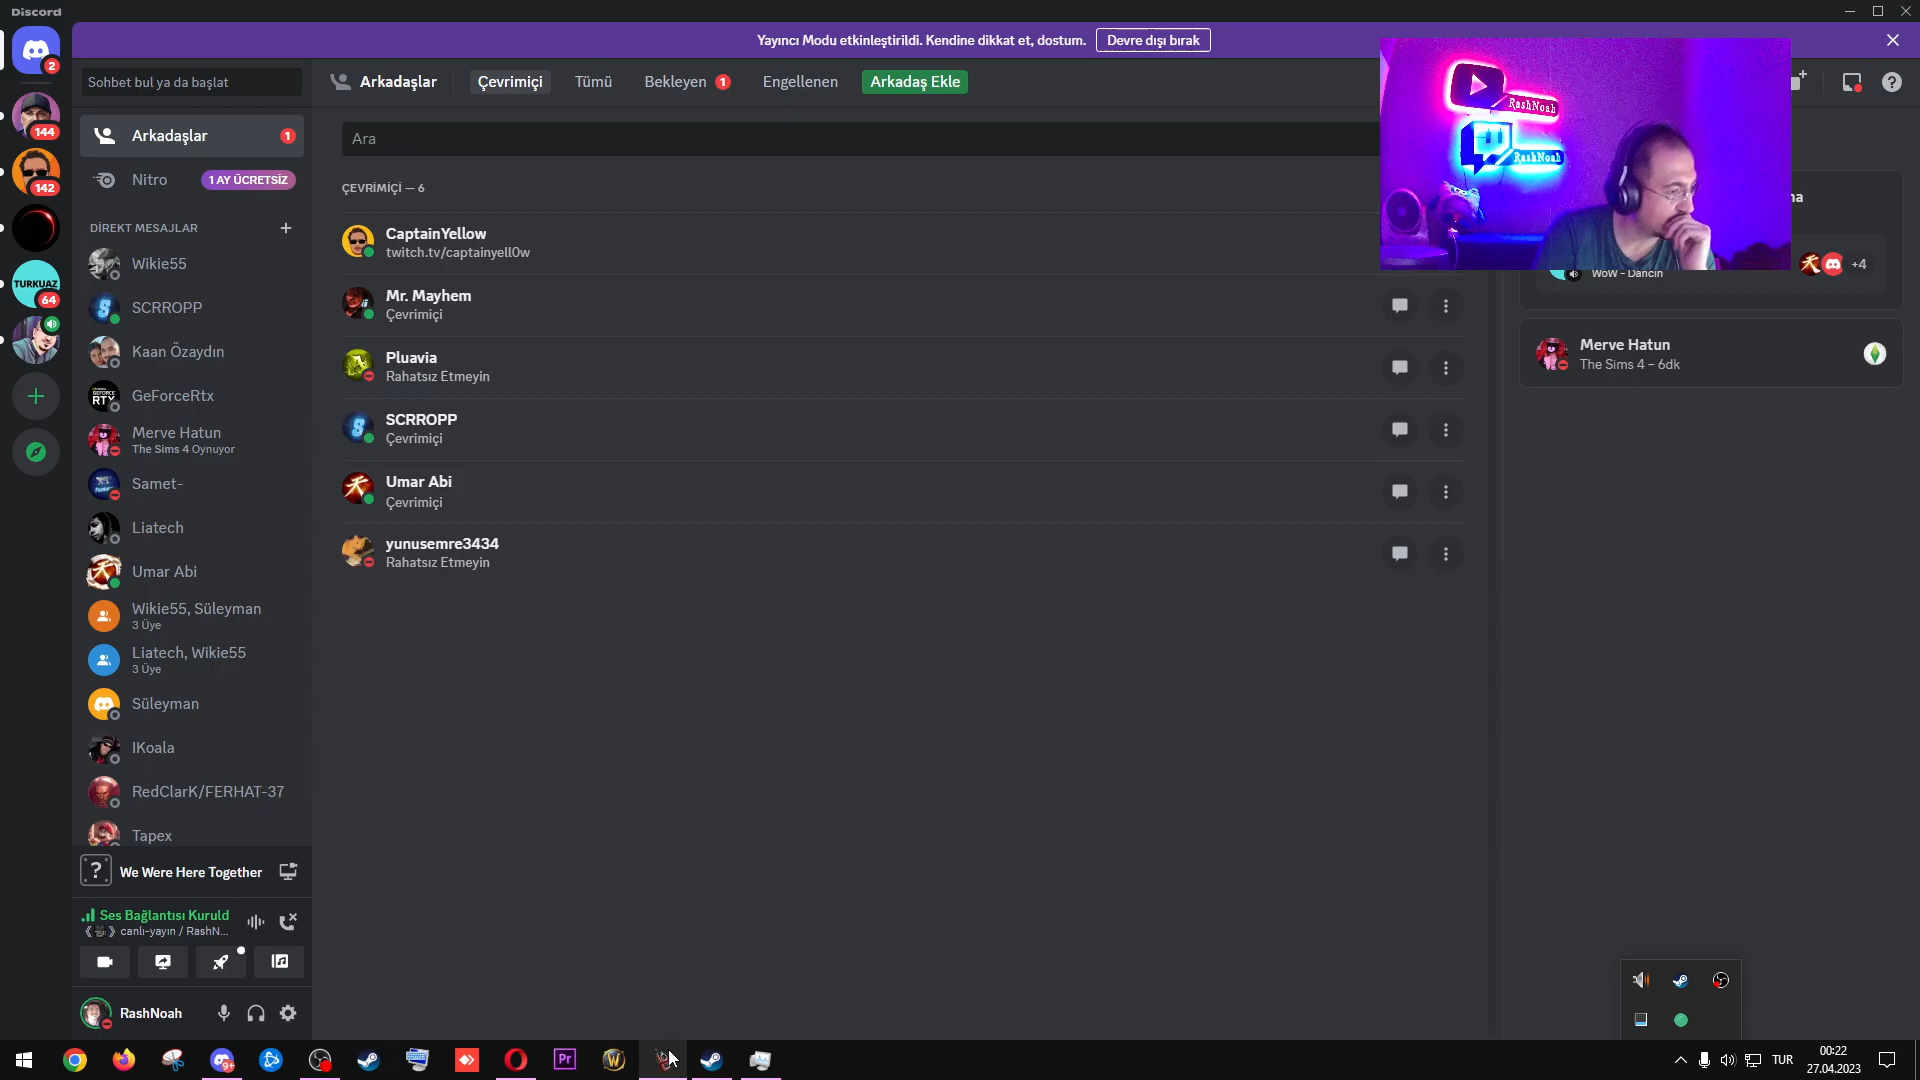 Discord
Yayıncı Modu etkinleştirildi. Kendine dikkat et, dostum.
Devre dışı bırak
2
144
142
TURKUAZ
64
Sohbet bul ya da başlat
Arkadaşlar
1
Nitro
1 AY ÜCRETSİZ
DİREKT MESAJLAR
Wikie55
SCRROPP
Kaan Özaydın
GeForceRtx
Merve Hatun
The Sims 4 Oynuyor
Samet-
Liatech
Umar Abi
Wikie55, Süleyman
3 Üye
Liatech, Wikie55
3 Üye
Süleyman
IKoala
RedClarK/FERHAT-37
Tapex
We Were Here Together
Ses Bağlantısı Kuruld
canlı-yayın / RashN...
RashNoah
Arkadaşlar
Çevrimiçi
Tümü
Bekleyen
1
Engellenen
Arkadaş Ekle
Ara
ÇEVRİMİÇİ — 6
CaptainYellow
twitch.tv/captainyell0w
Mr. Mayhem
Çevrimiçi
Pluavia
Rahatsız Etmeyin
SCRROPP
Çevrimiçi
Umar Abi
Çevrimiçi
yunusemre3434
Rahatsız Etmeyin
RashNoah
RashNoah
na
WoW - Dancin
+4
Merve Hatun
The Sims 4 – 6dk
9+
Pr
TUR
00:22
27.04.2023